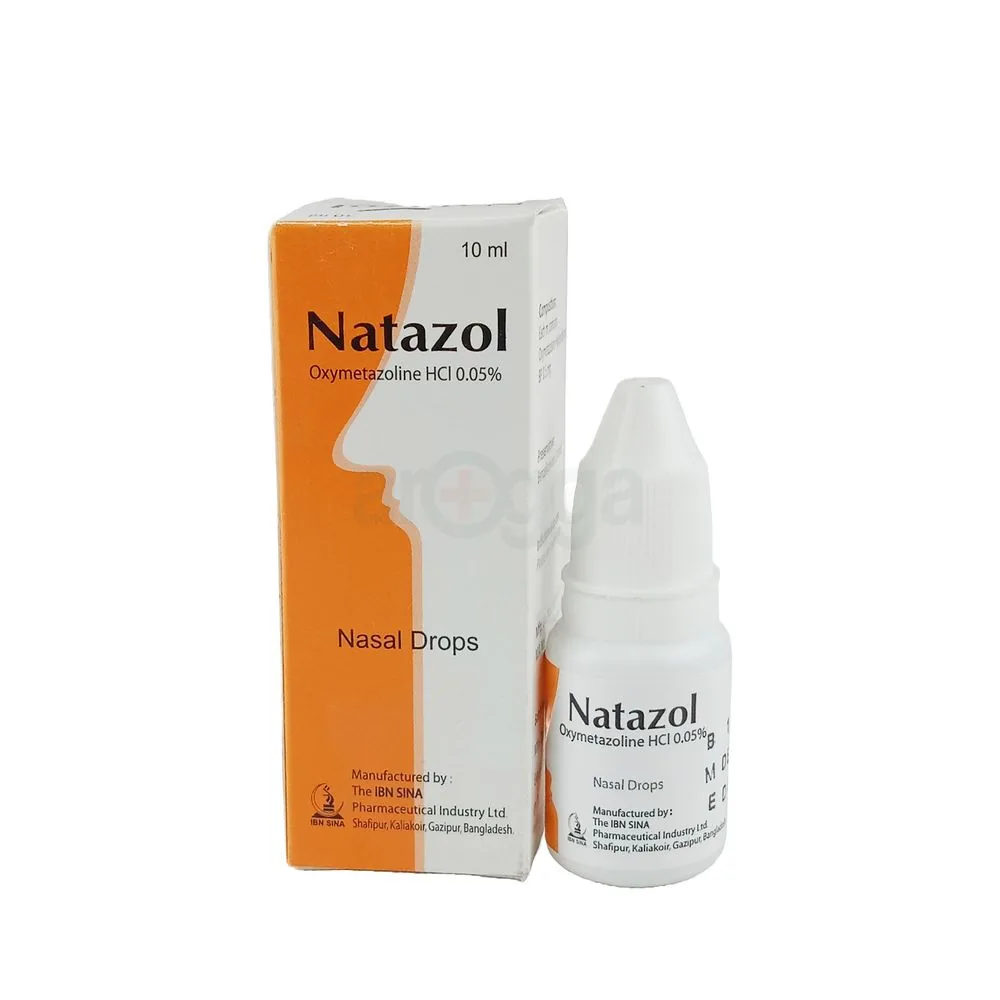 10 ml
Natazol
Oxymetazoline HCl 0.05%
Nasal Drops
Manufactured by :
The IBN SINA
Pharmaceutical Industry Ltd.
Shafipur, Kaliakoir, Gazipur, Bangladesh.
IBN SINA
arogga
Natazol
Oxymetazoline HCl 0.05%
B
M
E
Nasal Drops
Manufactured by :
The IBN SINA
Pharmaceutical Industry Ltd.
Shafipur, Kaliakoir, Gazipur, Bangladesh
IBN SINA